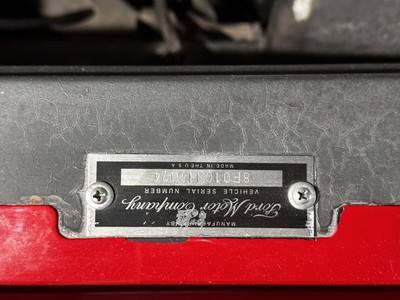 MANUFACTURED BY
Ford Motor Company
VEHICLE SERIAL NUMBER
MADE IN THE U S A